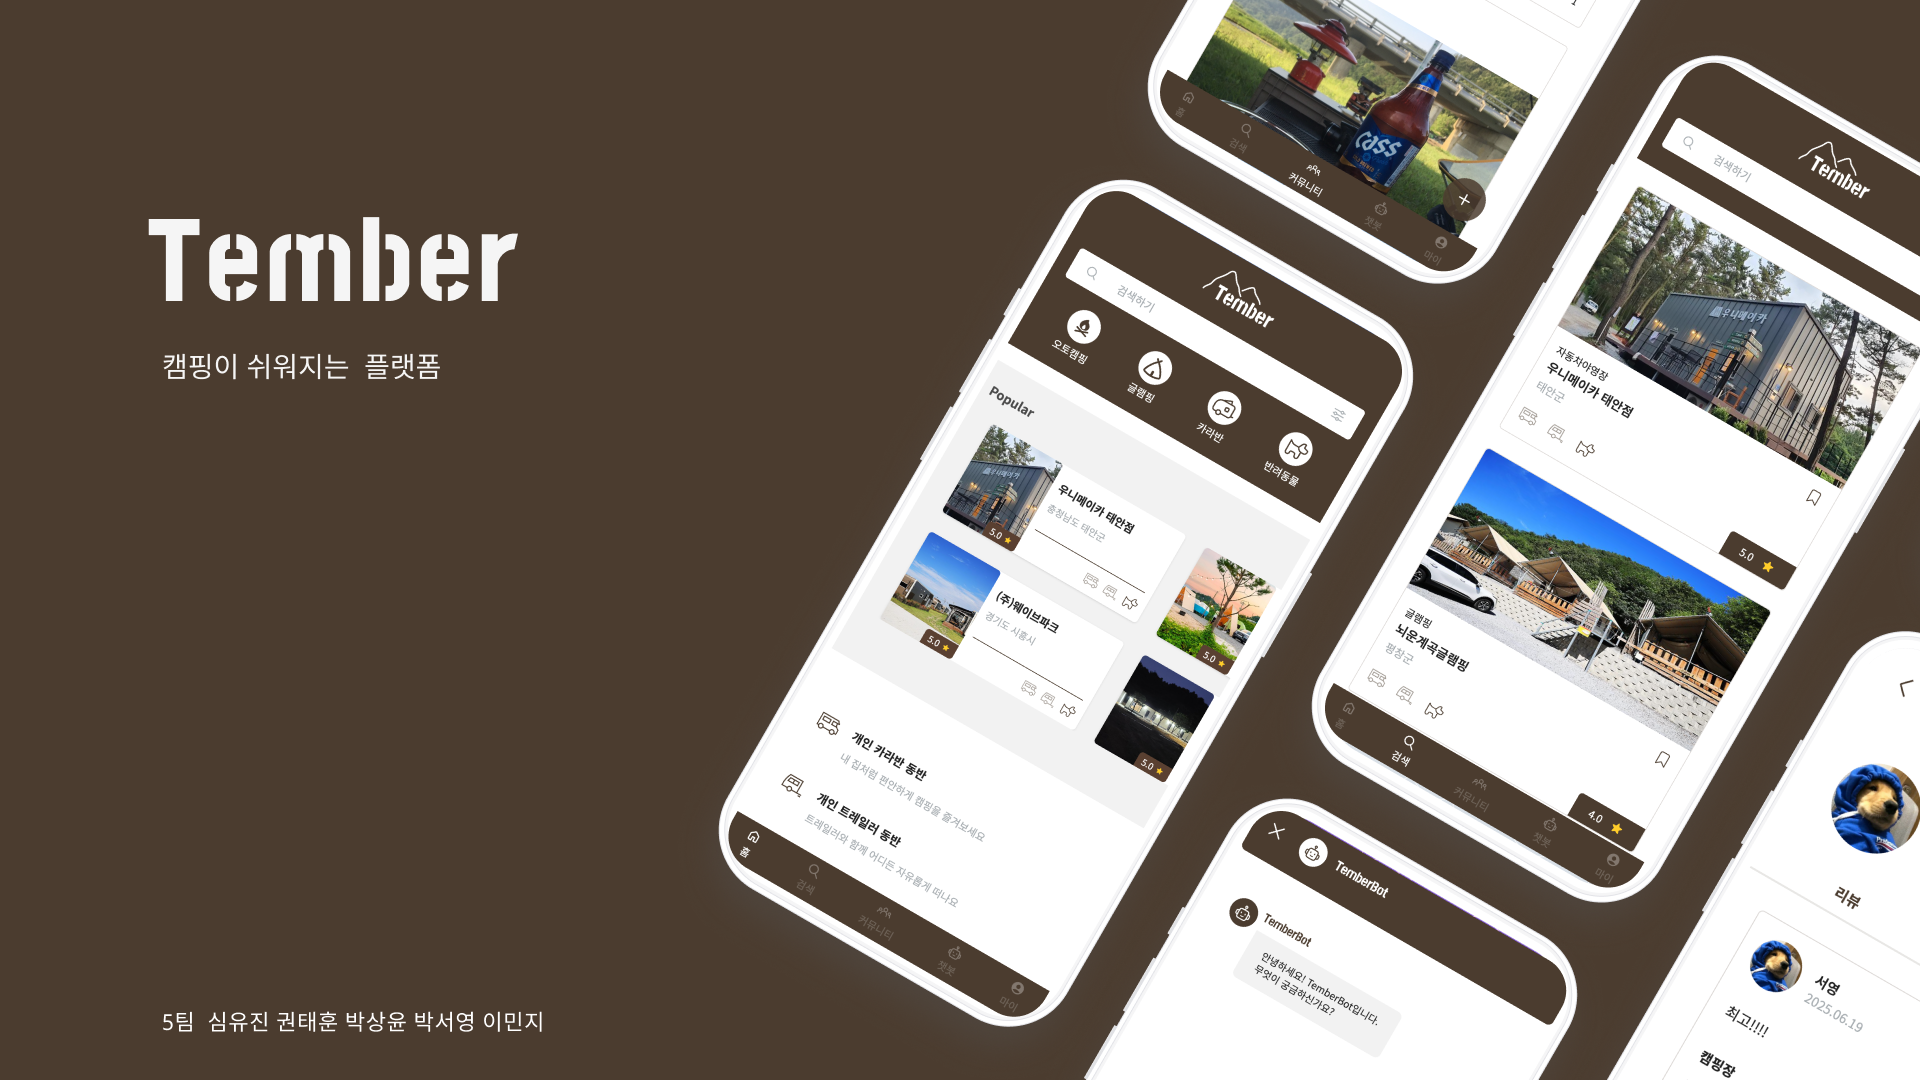 Tember
캠핑이 쉬워지는 플랫폼
5팀 심유진 권태훈 박상윤 박서영 이민지
Cass
홈
검색
커뮤니티
챗봇
마이
Tember
검색하기
오토캠핑
글램핑
카라반
반려동물
Popular
우니메이카
우니메이카 태안점
충청남도 태안군
5.0
(주)웨이브파크
경기도 시흥시
5.0
5.0
5.0
개인 카라반 동반
내 집처럼 편안하게 캠핑을 즐겨보세요
개인 트레일러 동반
트레일러와 함께 어디든 자유롭게 떠나요
홈
검색
커뮤니티
챗봇
마이
Tember
검색하기
우니메이카
자동차야영장
우니메이카 태안점
태안군
5.0
글램핑
뇌운계곡글램핑
평창군
4.0
홈
검색
커뮤니티
챗봇
마이
TemberBot
TemberBot
안녕하세요! TemberBot입니다.
무엇이 궁금하신가요?
리뷰
서영
2025.06.19
최고!!!!
캠핑장